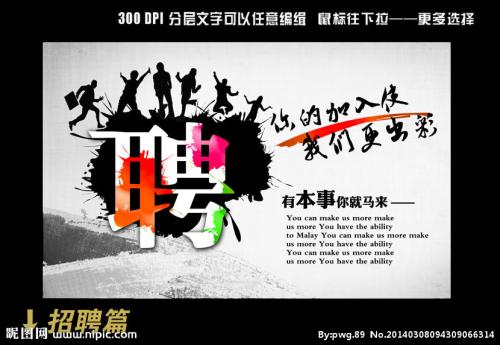 300 DPI 分层文字可以任意编缉 鼠标往下拉——更多选择
聘
你的加入使
我们更出彩
有本事你就马来——
You can make us more make
us more You have the ability
to Malay You can make us more make
us more You have the ability
You can make us more make
us more You have the ability
↓招聘篇
昵图网 www.nipic.com
By:pwg.89 No.20140308094309066314